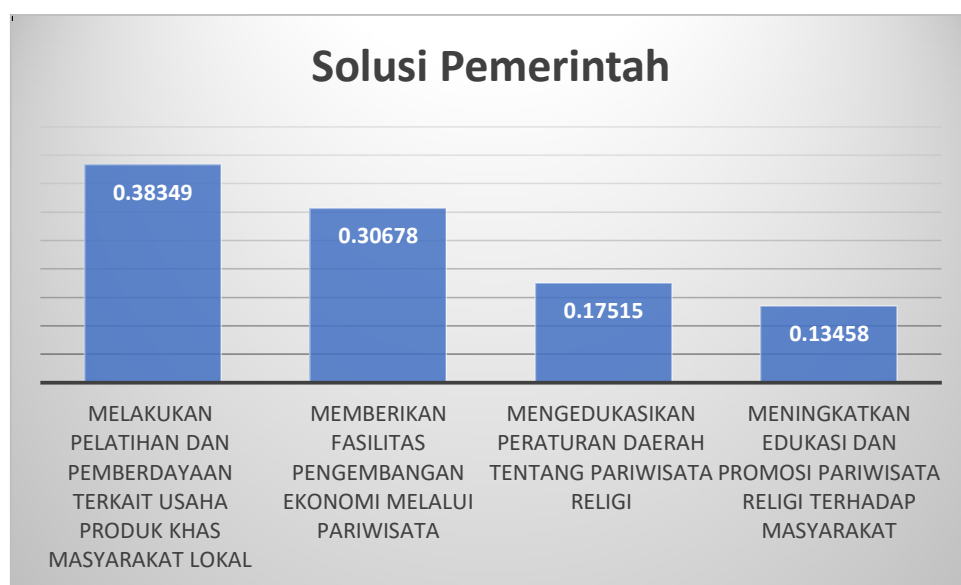 Solusi Pemerintah
0.38349
0.30678
0.17515
0.13458
MELAKUKAN
PELATIHAN DAN
PEMBERDAYAAN
TERKAIT USAHA
PRODUK KHAS
MASYARAKAT LOKAL
MEMBERIKAN
FASILITAS
PENGEMBANGAN
EKONOMI MELALUI
PARIWISATA
MENGEDUKASIKAN
PERATURAN DAERAH
TENTANG PARIWISATA
RELIGI
MENINGKATKAN
EDUKASI DAN
PROMOSI PARIWISATA
RELIGI TERHADAP
MASYARAKAT